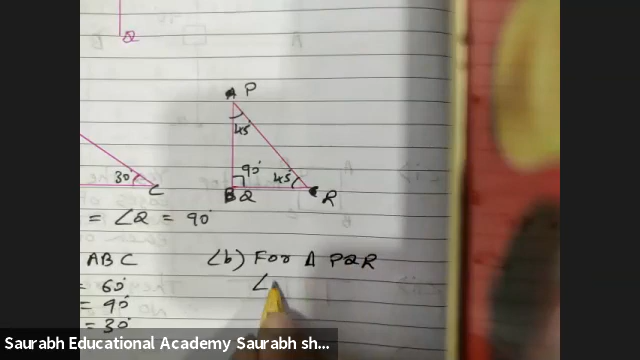 Q
P
45
30°
C
90°
45°
B Q
R
= ∠Q = 90°
ABC
(b) For Δ PQR
= 60°
∠
= 90°
= 30°
Saurabh Educational Academy Saurabh sh...